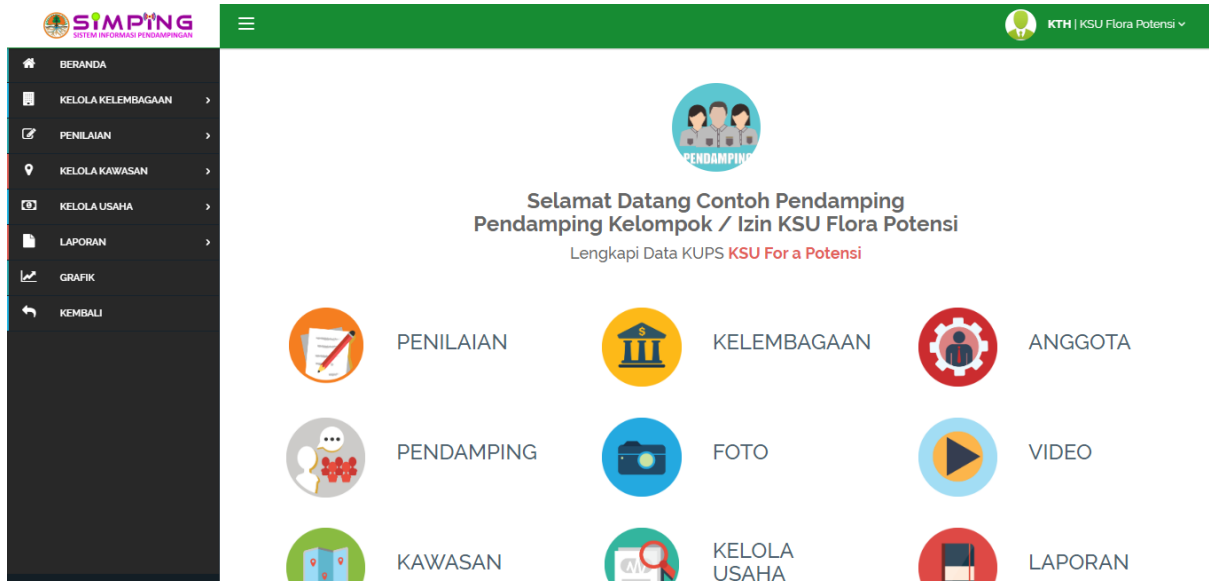 SiMPiNG
SISTEM INFORMASI PENDAMPINGAN
KTH | KSU Flora Potensi
BERANDA
KELOLA KELEMBAGAAN
PENILAIAN
KELOLA KAWASAN
KELOLA USAHA
LAPORAN
GRAFIK
KEMBALI
PENDAMPING
Selamat Datang Contoh Pendamping
Pendamping Kelompok / Izin KSU Flora Potensi
Lengkapi Data KUPS KSU For a Potensi
PENILAIAN
KELEMBAGAAN
ANGGOTA
PENDAMPING
FOTO
VIDEO
KAWASAN
KELOLA
USAHA
LAPORAN